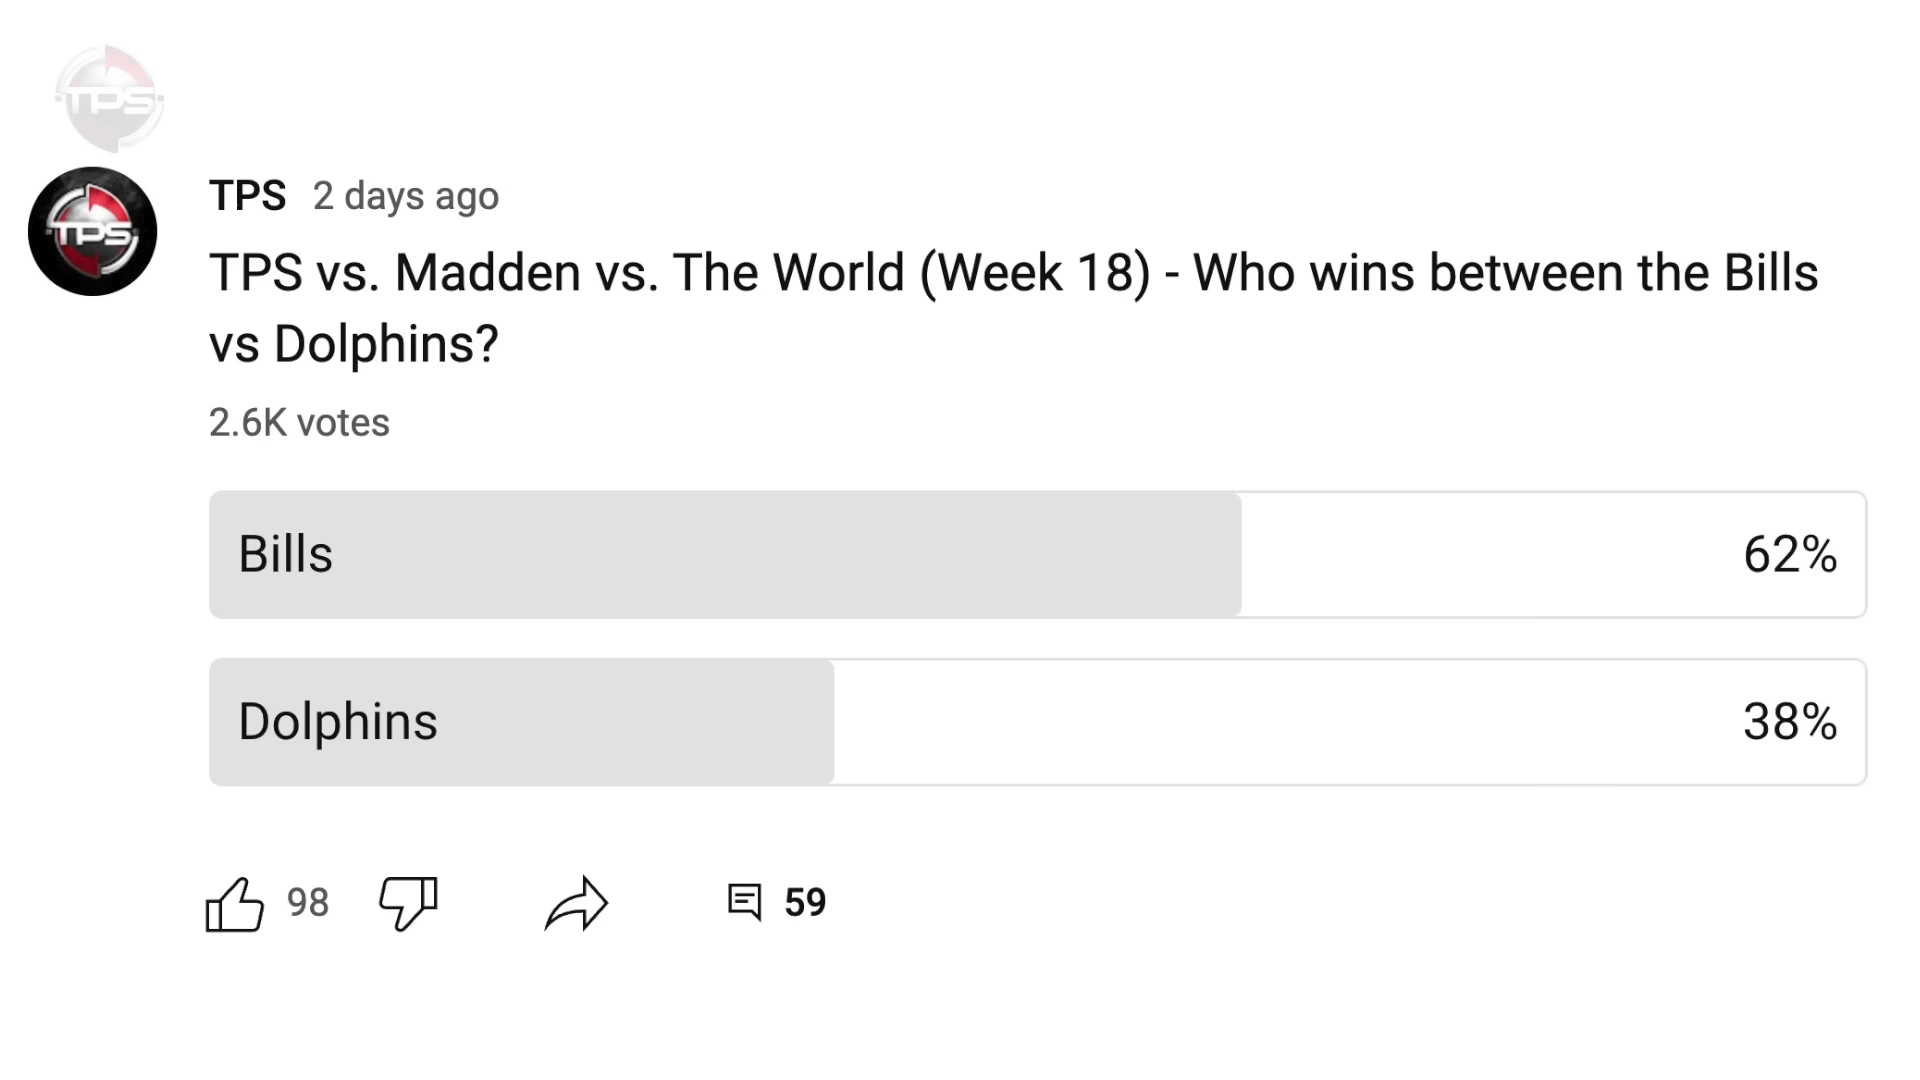 TPS
TPS
TPS 2 days ago
TPS vs. Madden vs. The World (Week 18) - Who wins between the Bills
vs Dolphins?
2.6K votes
Bills 62%
Dolphins 38%
98 59